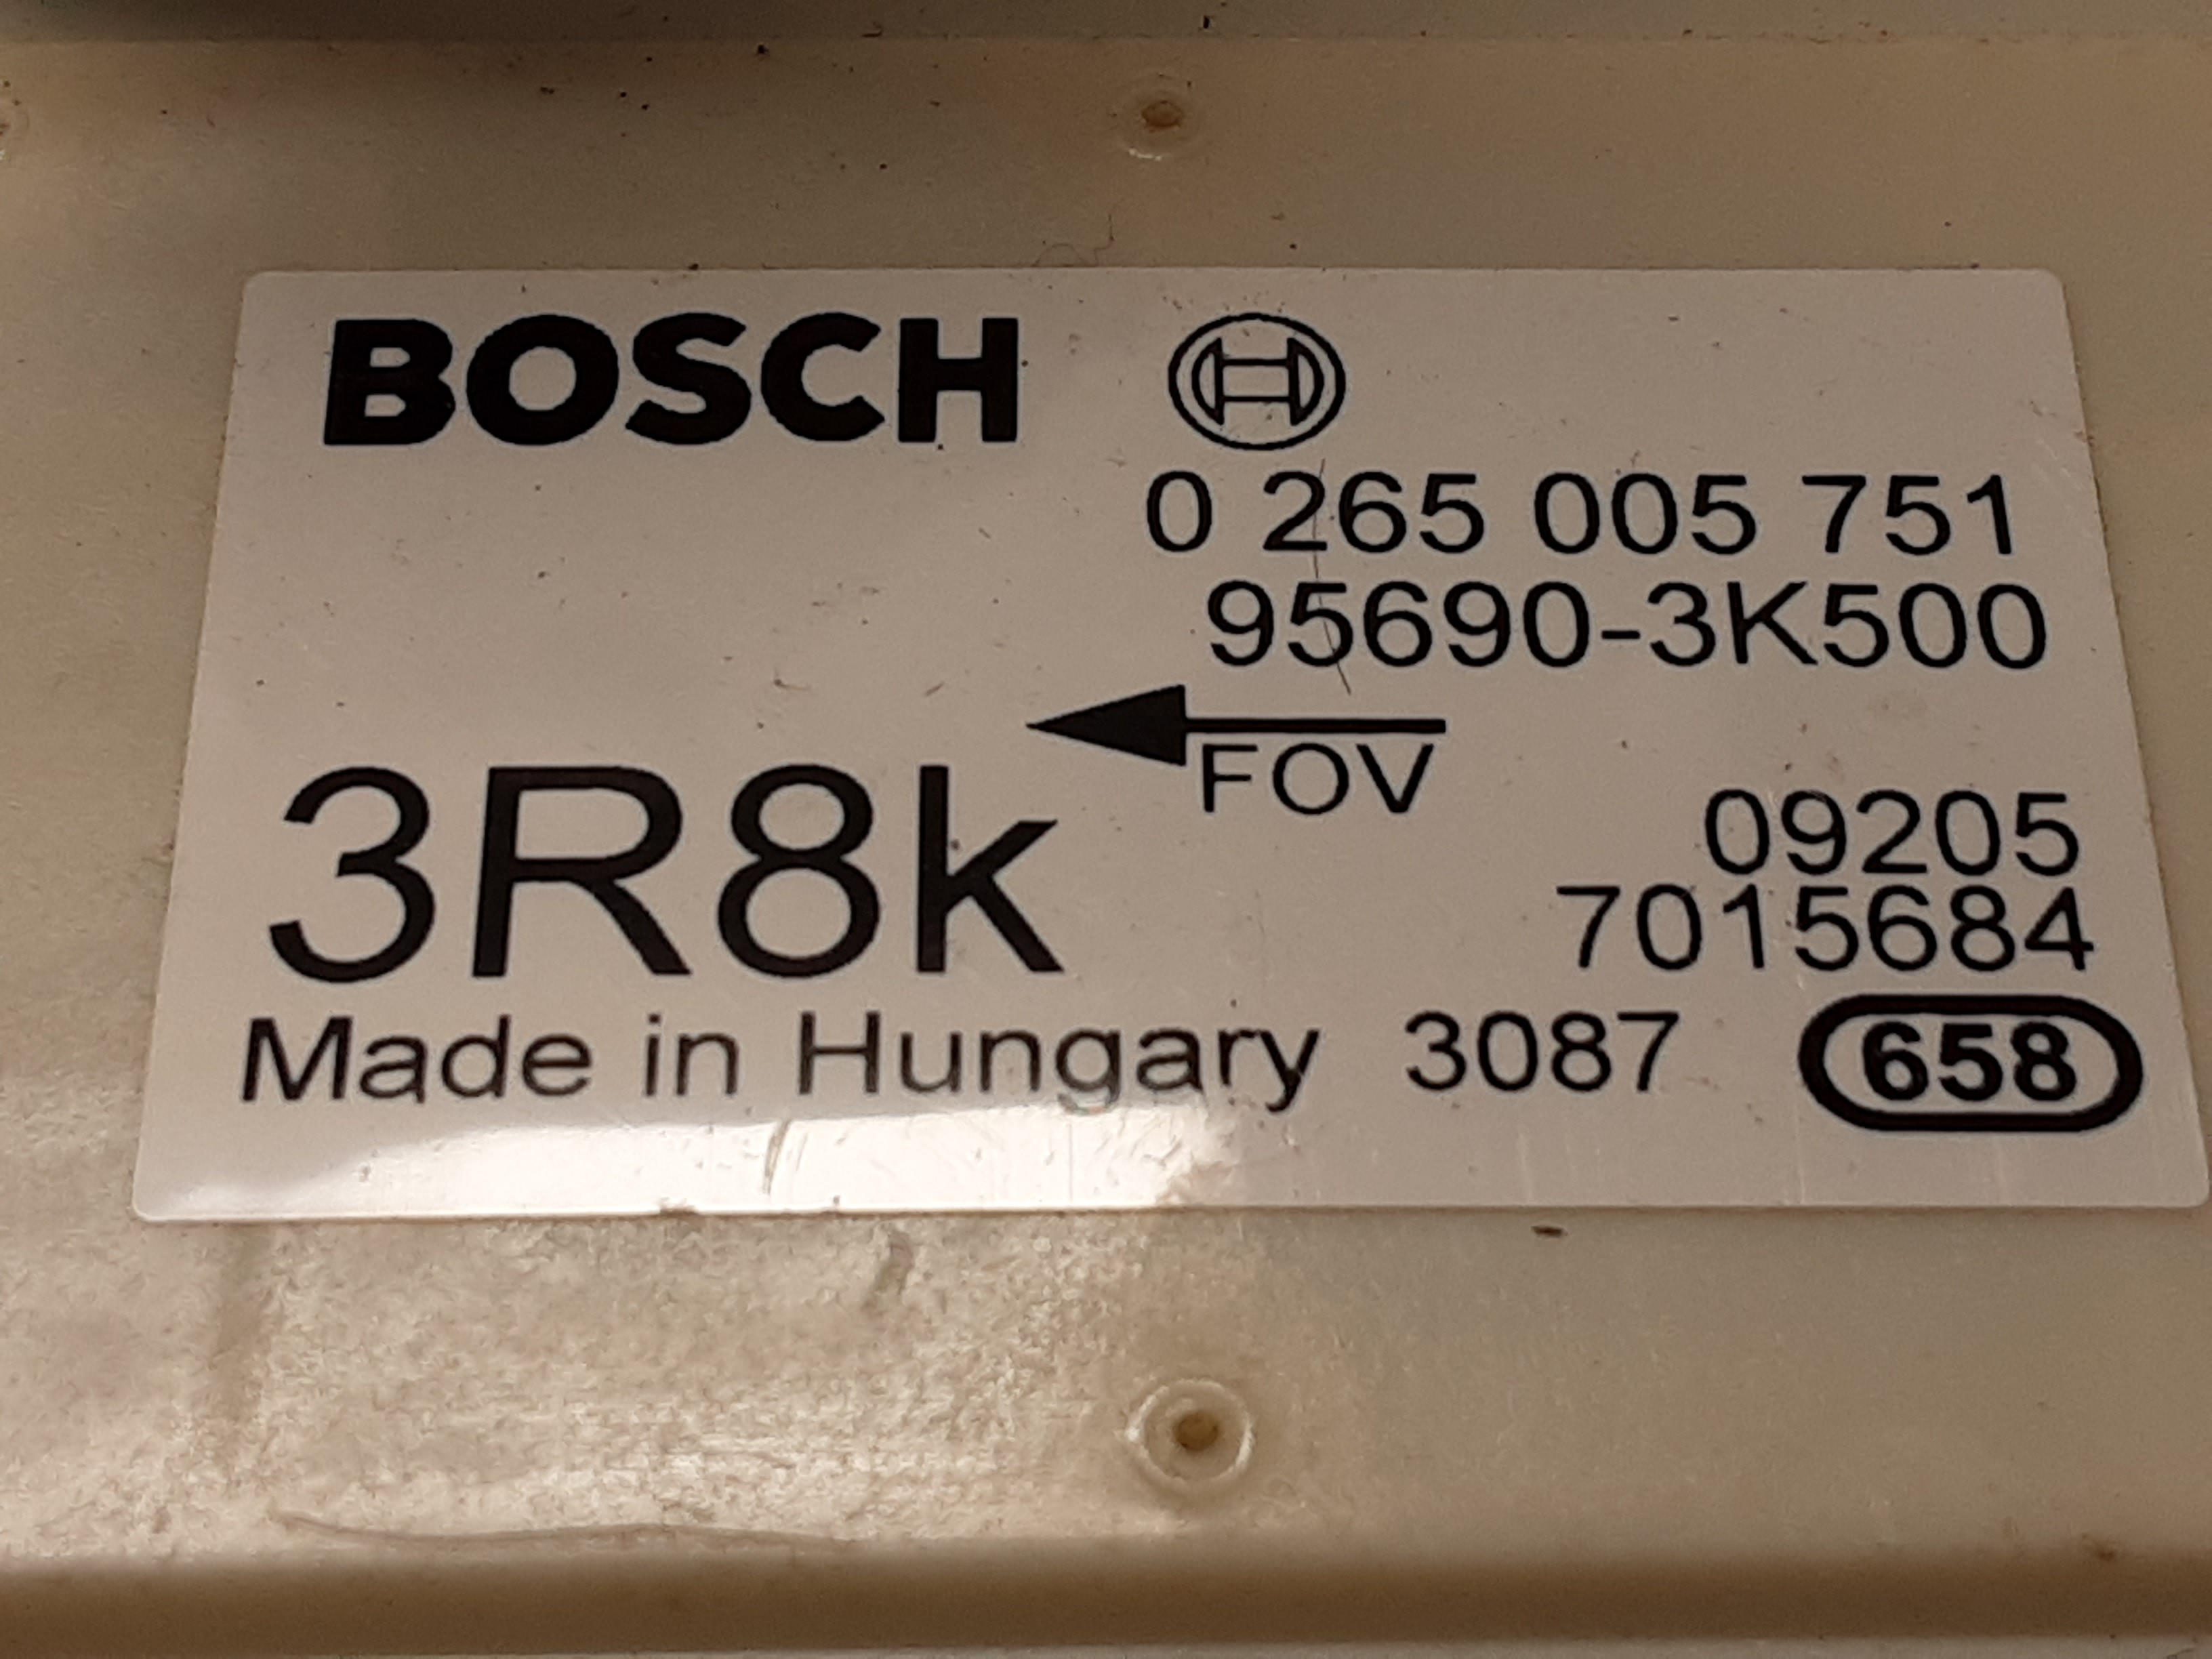 BOSCH
0 265 005 751
95690-3K500
FOV
3R8k
09205
7015684
Made in Hungary 3087 658